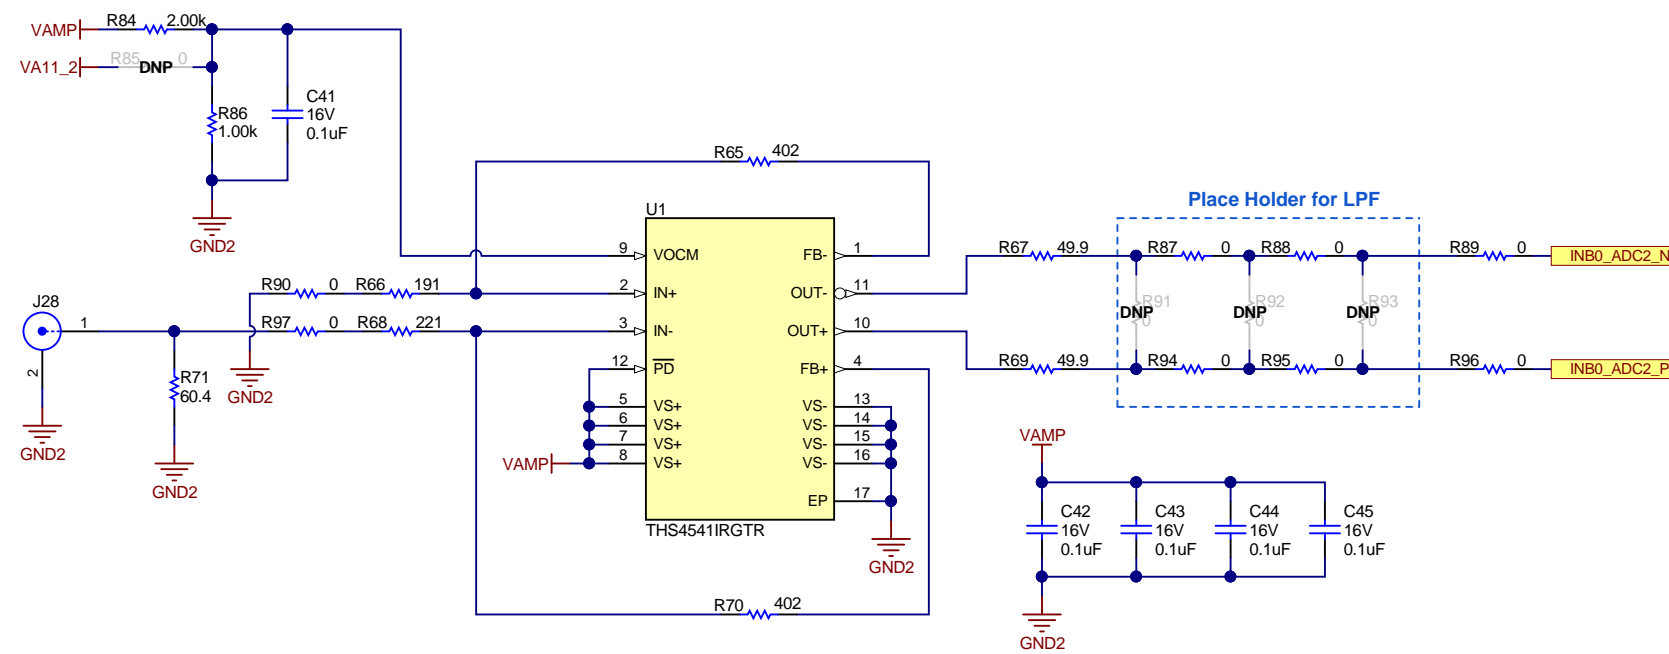 VAMP
R84 2.00k
VA11_2
R85 DNP 0
R86
1.00k
C41
16V
0.1uF
GND2
R65 402
Place Holder for LPF
U1
9 VOCM
FB- 1
2 IN+
OUT- 11
3 IN-
OUT+ 10
12 PD
FB+ 4
5 VS+
VS- 13
6 VS+
VS- 14
7 VS+
VS- 15
8 VS+
VS- 16
EP 17
THS4541IRGTR
VAMP
GND2
R90 0 R66 191
R97 0 R68 221
J28
1
2
GND2
R71
60.4
GND2
GND2
R67 49.9 R87 0 R88 0 R89 0 INB0_ADC2_N
R91
DNP
0
R92
DNP
0
R93
DNP
0
R69 49.9 R94 0 R95 0 R96 0 INB0_ADC2_P
VAMP
C42
16V
0.1uF
C43
16V
0.1uF
C44
16V
0.1uF
C45
16V
0.1uF
GND2
R70 402